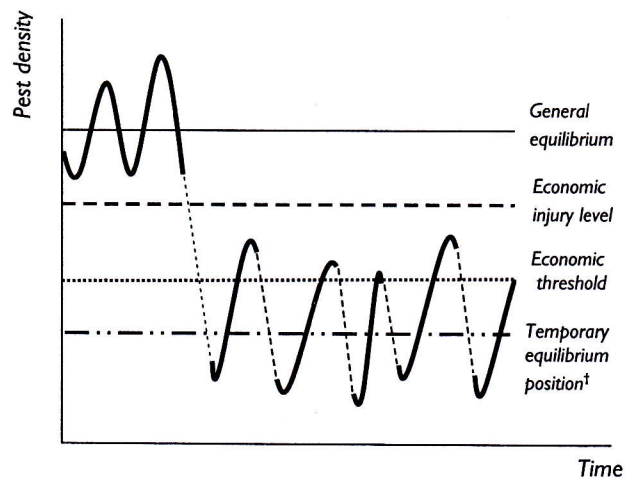 Pest density
General
equilibrium
Economic
injury level
Economic
threshold
Temporary
equilibrium
position†
Time